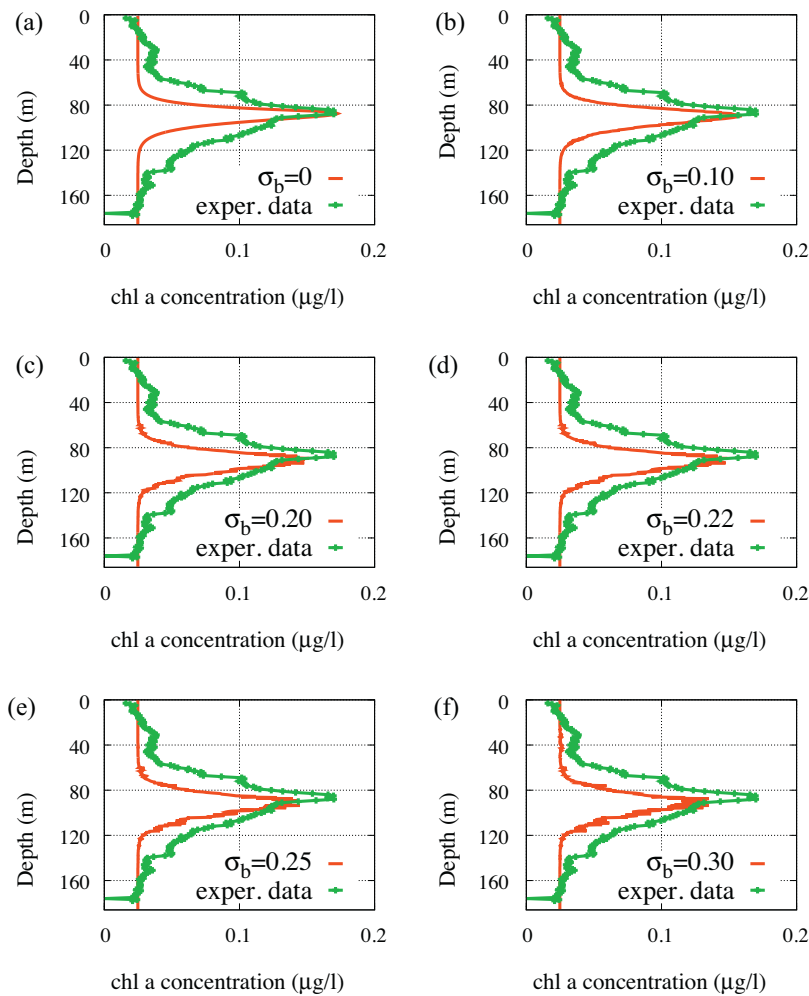 (a)
0
40
80
120
160
Depth (m)
σb=0
exper. data
0
0.1
0.2
chl a concentration (µg/l)
(b)
0
40
80
120
160
Depth (m)
σb=0.10
exper. data
0
0.1
0.2
chl a concentration (µg/l)
(c)
0
40
80
120
160
Depth (m)
σb=0.20
exper. data
0
0.1
0.2
chl a concentration (µg/l)
(d)
0
40
80
120
160
Depth (m)
σb=0.22
exper. data
0
0.1
0.2
chl a concentration (µg/l)
(e)
0
40
80
120
160
Depth (m)
σb=0.25
exper. data
0
0.1
0.2
chl a concentration (µg/l)
(f)
0
40
80
120
160
Depth (m)
σb=0.30
exper. data
0
0.1
0.2
chl a concentration (µg/l)